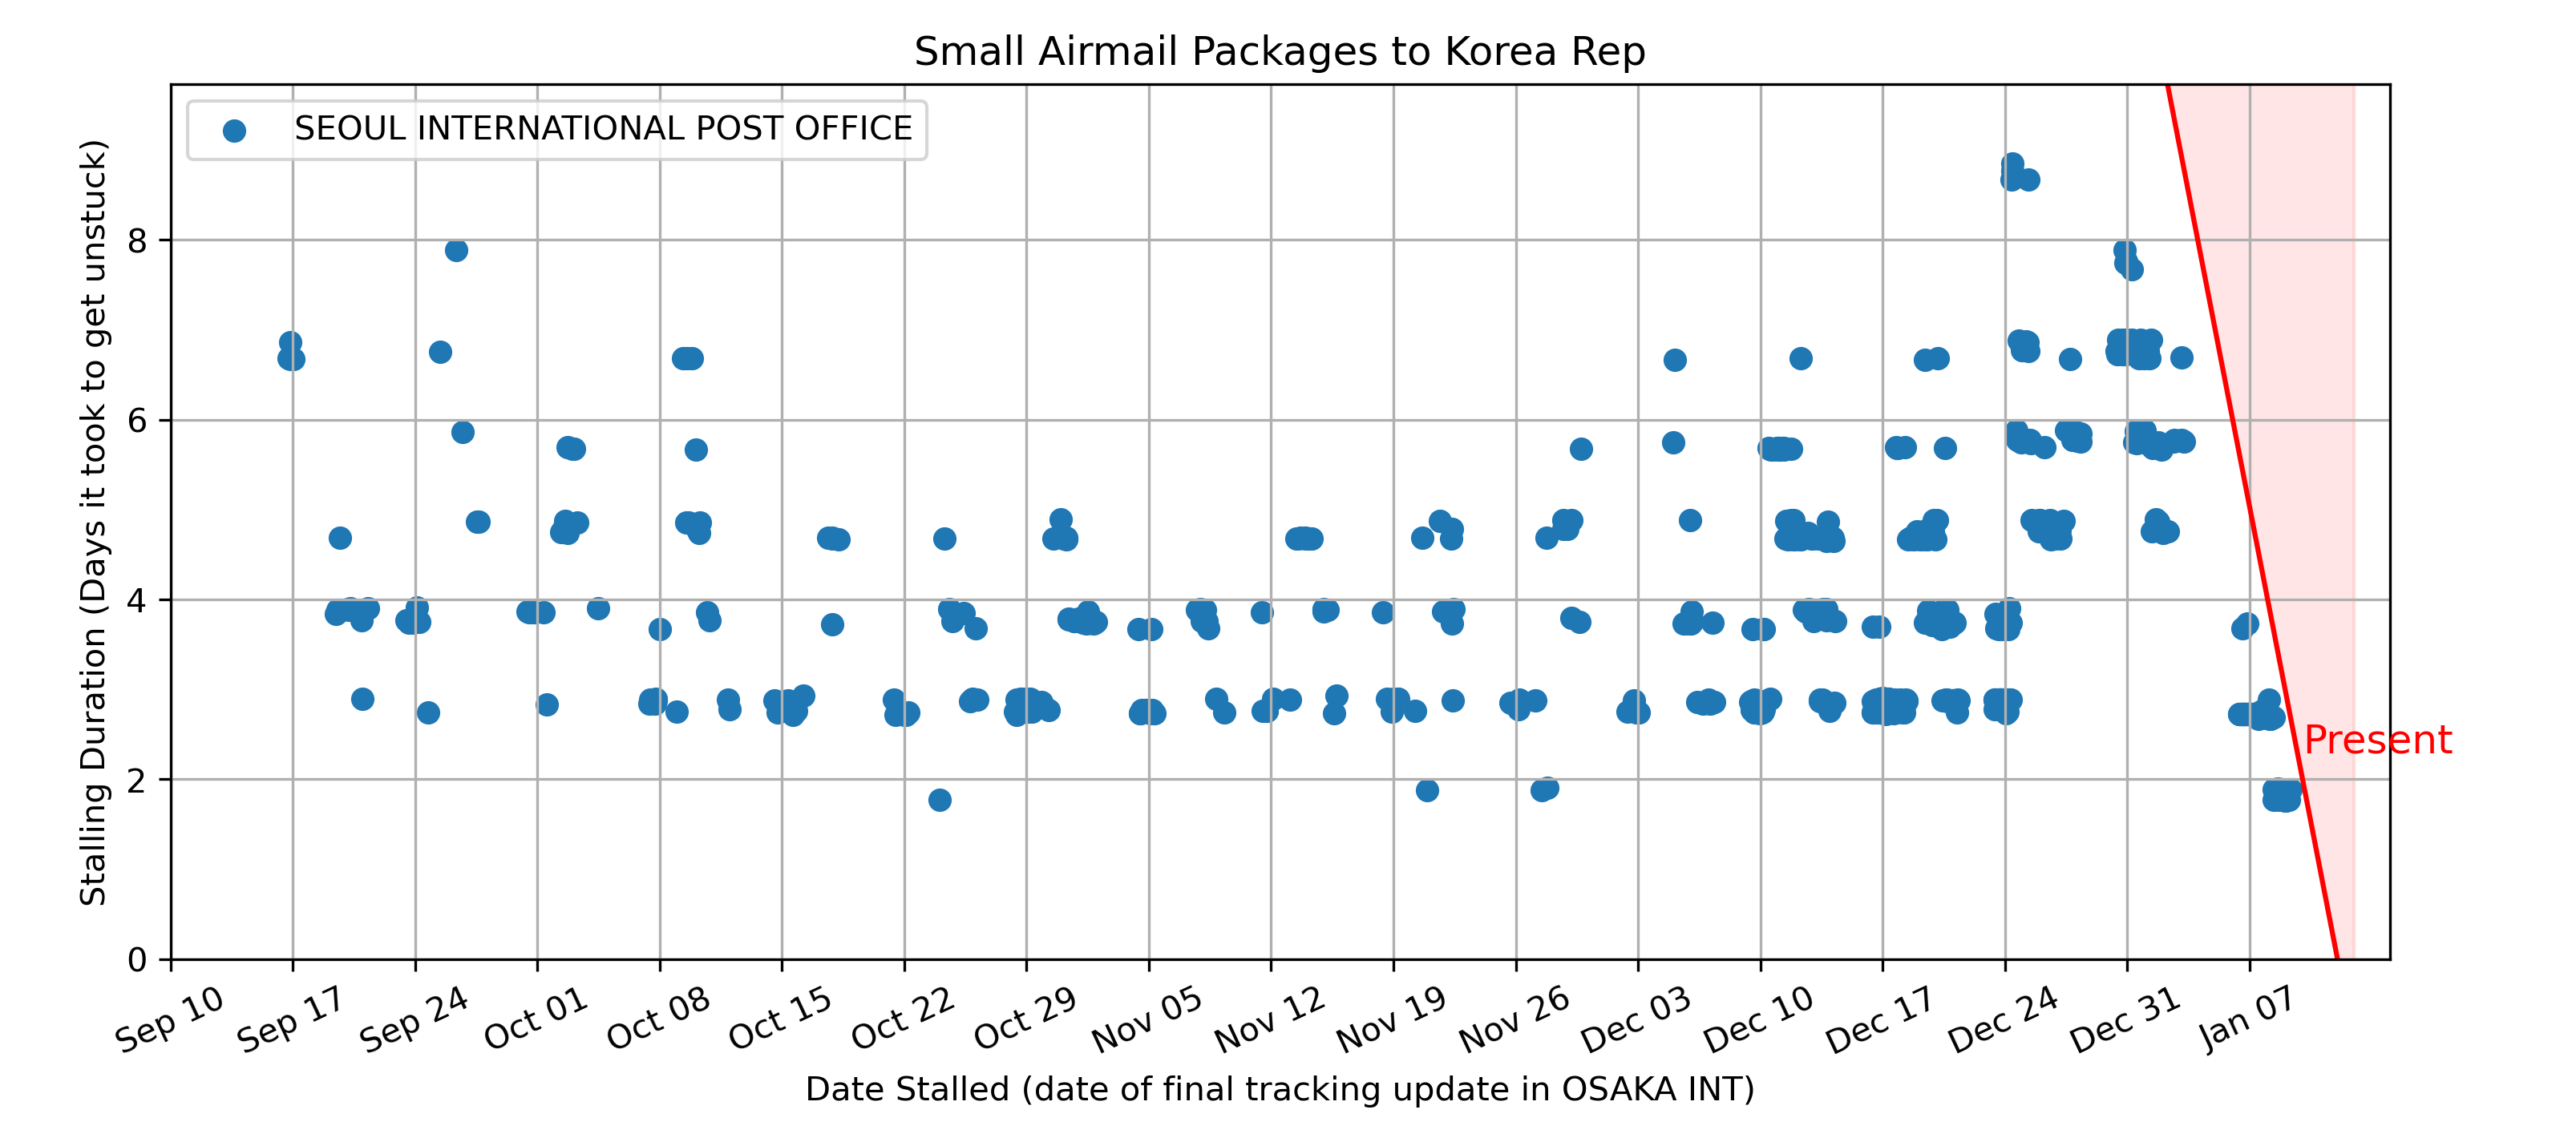 Small Airmail Packages to Korea Rep
SEOUL INTERNATIONAL POST OFFICE
Stalling Duration (Days it took to get unstuck)
8
6
4
2
0
Present
Sep 10
Sep 17
Sep 24
Oct 01
Oct 08
Oct 15
Oct 22
Oct 29
Nov 05
Nov 12
Nov 19
Nov 26
Dec 03
Dec 10
Dec 17
Dec 24
Dec 31
Jan 07
Date Stalled (date of final tracking update in OSAKA INT)